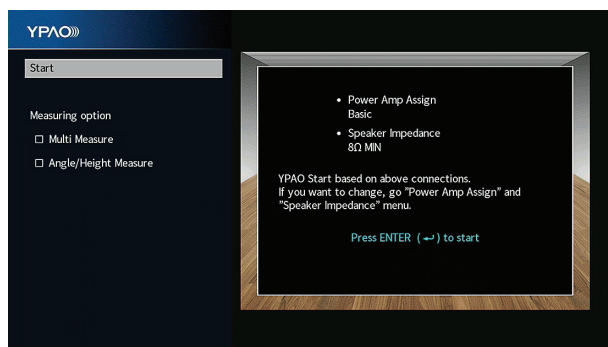 YPAO
Start
Measuring option
Multi Measure
Angle/Height Measure
• Power Amp Assign
Basic
• Speaker Impedance
8Ω MIN
YPAO Start based on above connections.
If you want to change, go "Power Amp Assign" and
"Speaker Impedance" menu.
Press ENTER (↵) to start